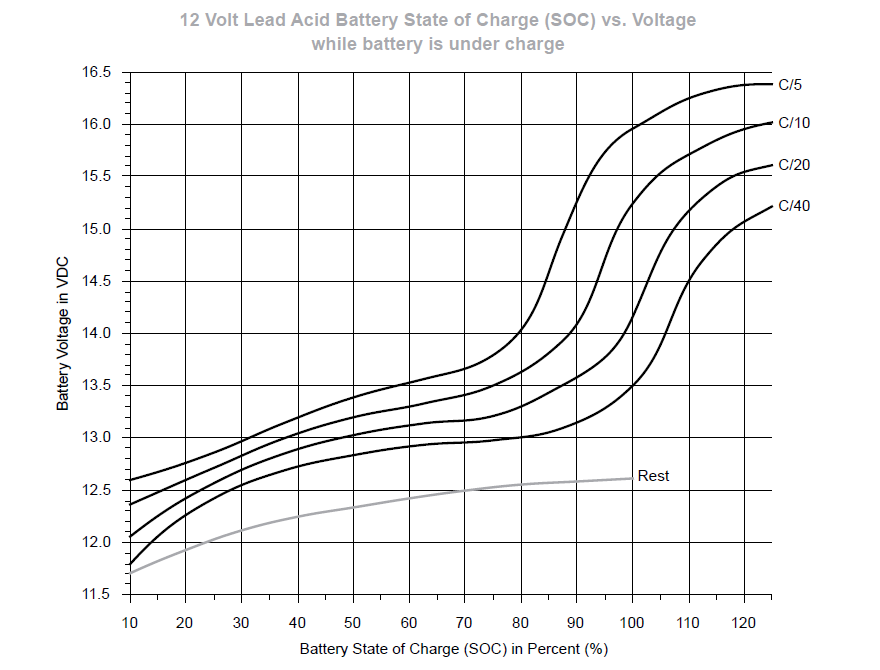 12 Volt Lead Acid Battery State of Charge (SOC) vs. Voltage
while battery is under charge
16.5
16.0
15.5
15.0
14.5
14.0
13.5
13.0
12.5
12.0
11.5
Battery Voltage in VDC
C/5
C/10
C/20
C/40
Rest
10 20 30 40 50 60 70 80 90 100 110 120
Battery State of Charge (SOC) in Percent (%)